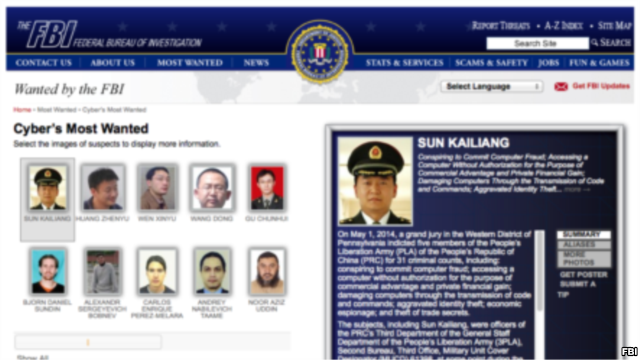 THE FBI FEDERAL BUREAU OF INVESTIGATION
REPORT THREATS • A-Z INDEX • SITE MAP
Search Site
SEARCH
CONTACT US
ABOUT US
MOST WANTED
NEWS
STATS & SERVICES
SCAMS & SAFETY
JOBS
FUN & GAMES
Wanted by the FBI
Select Language
Get FBI Updates
Home • Most Wanted • Cyber's Most Wanted
Cyber's Most Wanted
Select the images of suspects to display more information.
SUN KAILIANG
HUANG ZHENYU
WEN XINYU
WANG DONG
GU CHUNHUI
BJORN DANIEL
SUNDIN
ALEXANDR
SERGEYEVICH
BOBNEV
CARLOS
ENRIQUE
PEREZ-MELARA
ANDREY
NABILEVICH
TAAME
NOOR AZIZ
UDDIN
1
Show All
SUN KAILIANG
Conspiring to Commit Computer Fraud; Accessing a
Computer Without Authorization for the Purpose of
Commercial Advantage and Private Financial Gain;
Damaging Computers Through the Transmission of Code
and Commands; Aggravated Identity Theft... more
On May 1, 2014, a grand jury in the Western District of
Pennsylvania indicted five members of the People's
Liberation Army (PLA) of the People's Republic of
China (PRC) for 31 criminal counts, including:
conspiring to commit computer fraud; accessing a
computer without authorization for the purpose of
commercial advantage and private financial gain;
damaging computers through the transmission of code
and commands; aggravated identity theft; economic
espionage; and theft of trade secrets.
The subjects, including Sun Kailiang, were officers of
the PRC's Third Department of the General Staff
Department of the People's Liberation Army (3PLA),
Second Bureau, Third Office, Military Unit Cover
SUMMARY
ALIASES
MORE
PHOTOS
GET POSTER
SUBMIT A
TIP
FBI